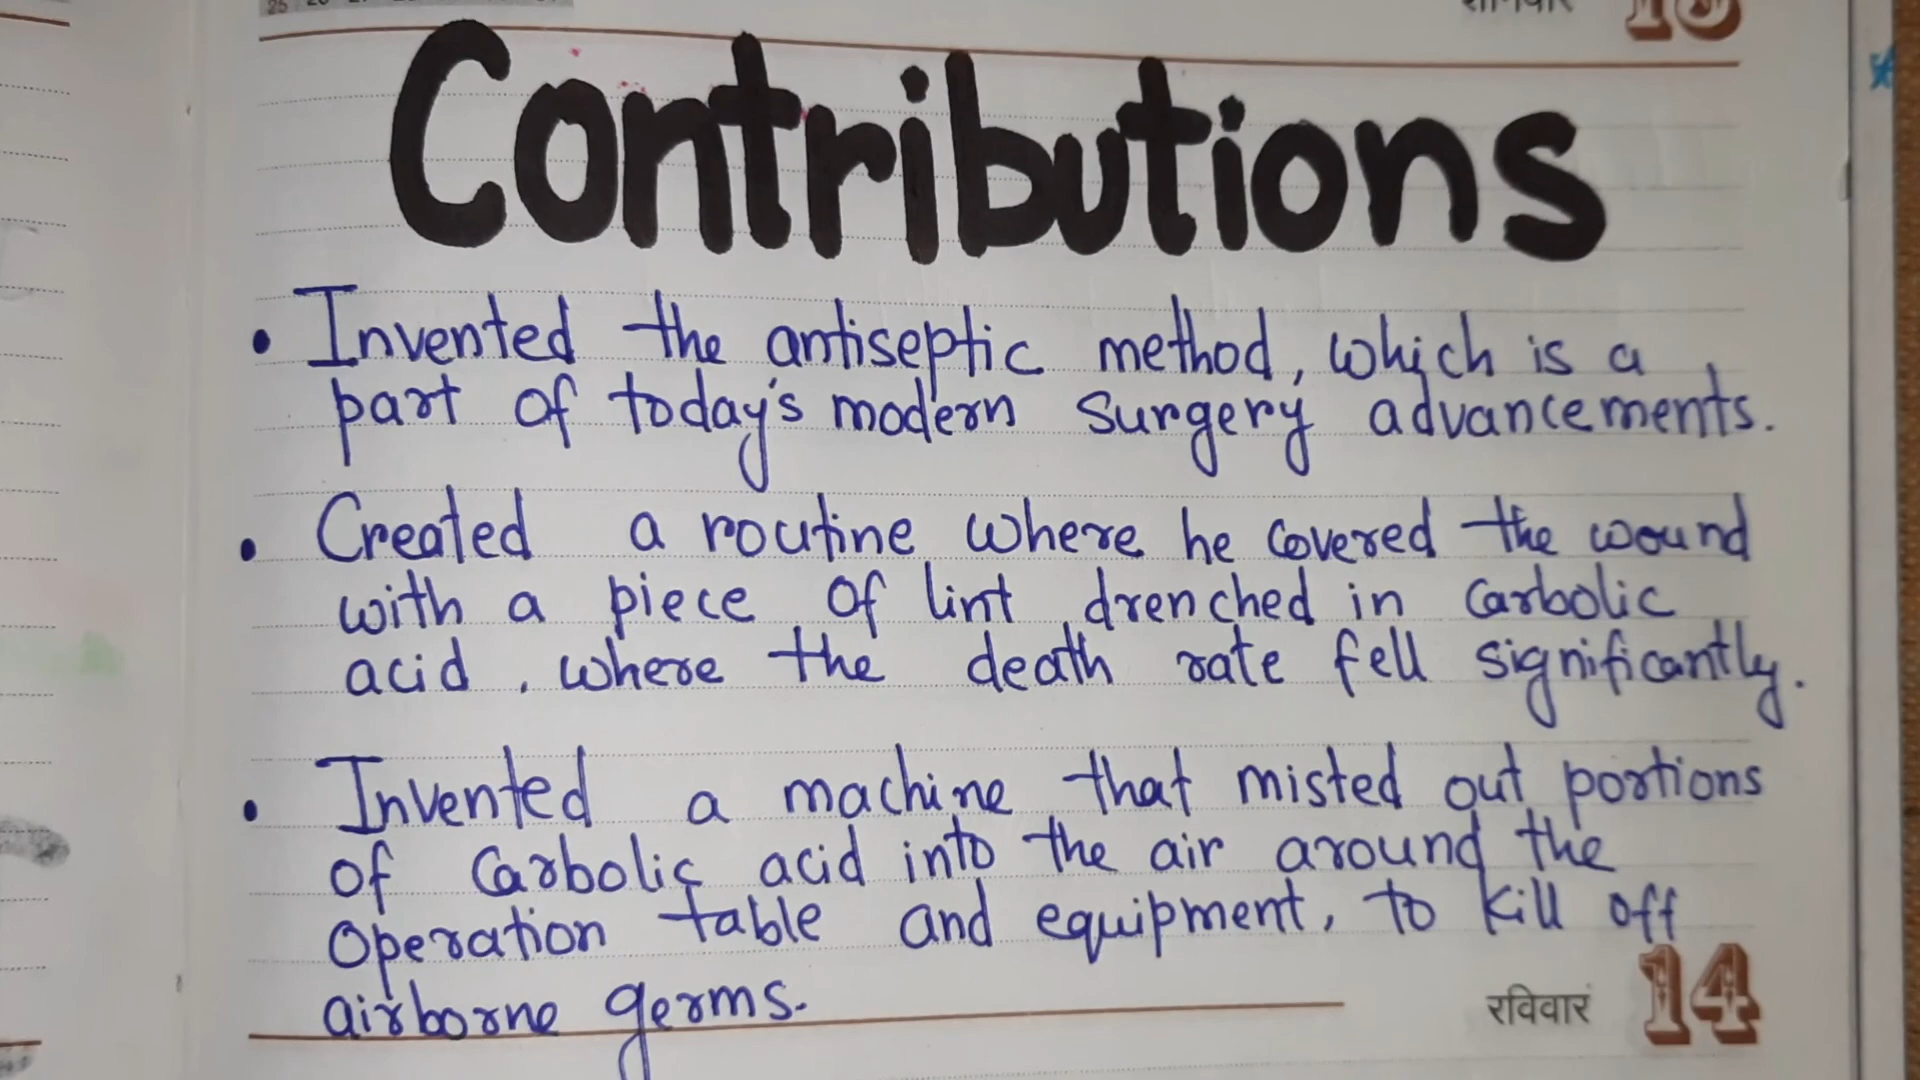 25
शनिवार 13
Contributions
• Invented the antiseptic method, which is a
part of today's modern surgery advancements.
• Created a routine where he covered the wound
with a piece of lint drenched in carbolic
acid, where the death rate fell significantly.
• Invented a machine that misted out portions
of carbolic acid into the air around the
operation table and equipment, to kill off
airborne germs.
रविवार 14